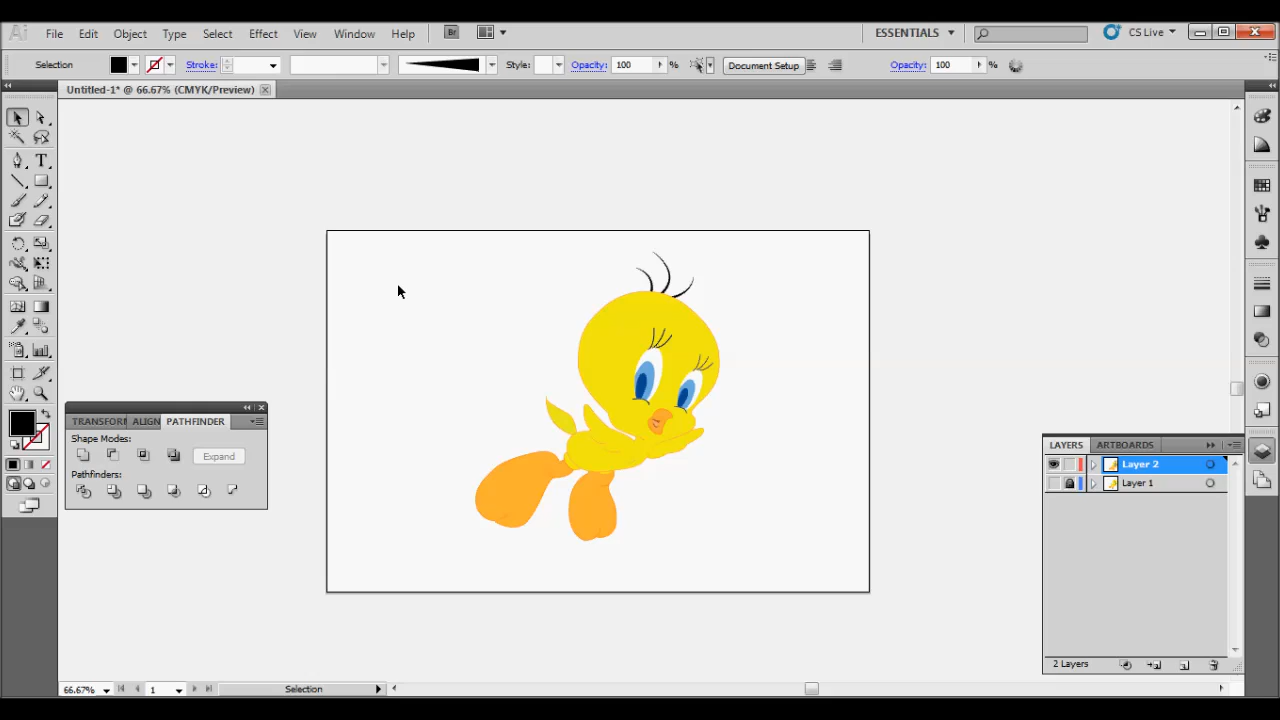 Ai File Edit Object Type Select Effect View Window Help Br ESSENTIALS CS Live
Selection Stroke: Style: Opacity: 100 % Document Setup Opacity: 100 %
Untitled-1* @ 66.67% (CMYK/Preview)
T
TRANSFORM ALIGN PATHFINDER
Shape Modes:
Expand
Pathfinders:
LAYERS ARTBOARDS
Layer 2
Layer 1
2 Layers
66.67% 1 Selection